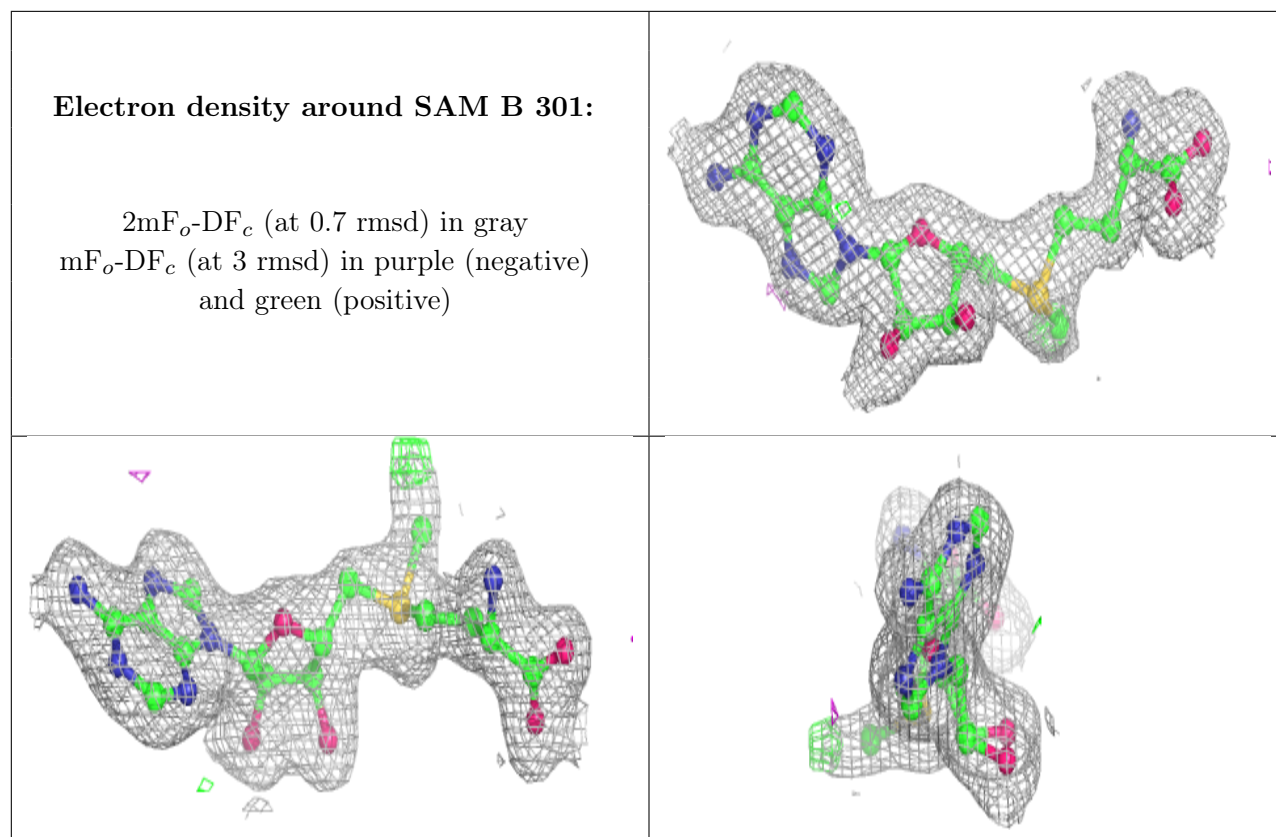 Electron density around SAM B 301:
2mFo-DFc (at 0.7 rmsd) in gray
mFo-DFc (at 3 rmsd) in purple (negative)
and green (positive)